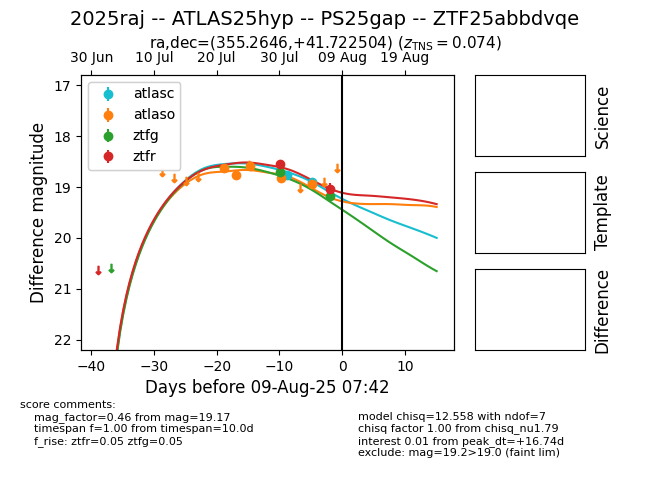 2025raj -- ATLAS25hyp -- PS25gap -- ZTF25abbdvqe
ra,dec=(355.2646,+41.722504) (z_TNS = 0.074)
30 Jun 10 Jul 20 Jul 30 Jul 09 Aug 19 Aug
atlasc
atlaso
ztfg
ztfr
17
18
19
20
21
22
Difference magnitude
−40 −30 −20 −10 0 10
Days before 09-Aug-25 07:42
Science
Template
Difference
score comments:
mag_factor=0.46 from mag=19.17
timespan f=1.00 from timespan=10.0d
f_rise: ztfr=0.05 ztfg=0.05
model chisq=12.558 with ndof=7
chisq factor 1.00 from chisq_nu1.79
interest 0.01 from peak_dt=+16.74d
exclude: mag=19.2>19.0 (faint lim)